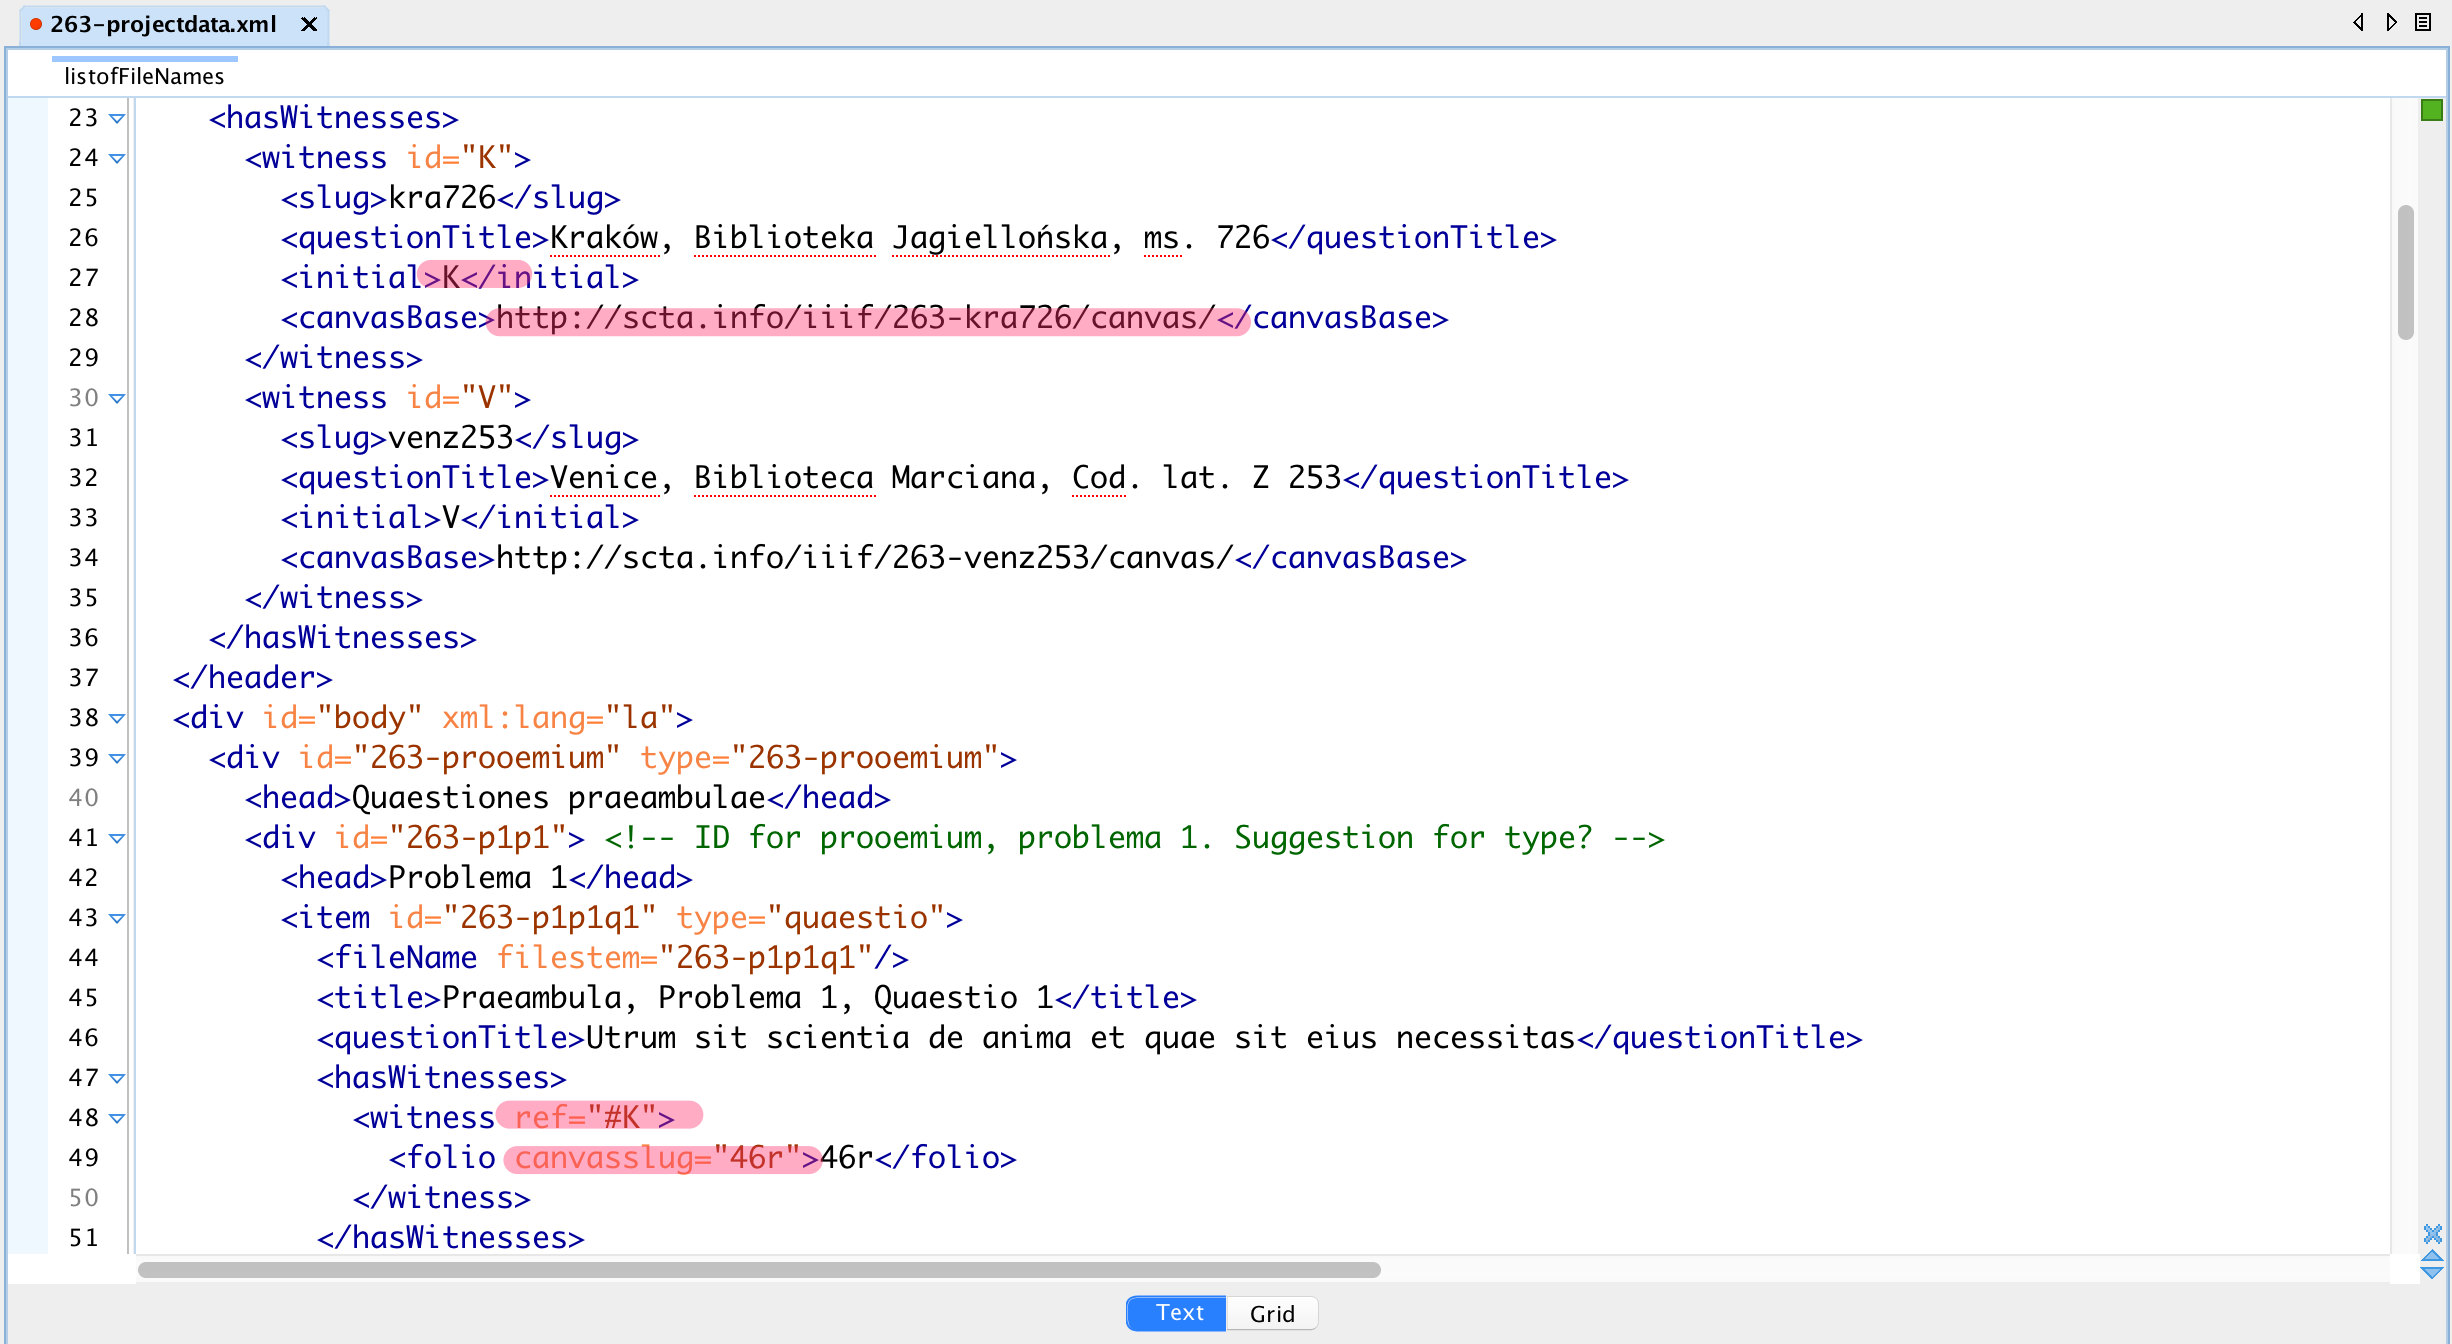 263-projectdata.xml
listofFileNames
23 <hasWitnesses>
24 <witness id="K">
25 <slug>kra726</slug>
26 <questionTitle>Kraków, Biblioteka Jagiellońska, ms. 726</questionTitle>
27 <initial>K</initial>
28 <canvasBase>http://scta.info/iiif/263-kra726/canvas/</canvasBase>
29 </witness>
30 <witness id="V">
31 <slug>venz253</slug>
32 <questionTitle>Venice, Biblioteca Marciana, Cod. lat. Z 253</questionTitle>
33 <initial>V</initial>
34 <canvasBase>http://scta.info/iiif/263-venz253/canvas/</canvasBase>
35 </witness>
36 </hasWitnesses>
37 </header>
38 <div id="body" xml:lang="la">
39 <div id="263-prooemium" type="263-prooemium">
40 <head>Quaestiones praeambulae</head>
41 <div id="263-p1p1"> <!-- ID for prooemium, problema 1. Suggestion for type? -->
42 <head>Problema 1</head>
43 <item id="263-p1p1q1" type="quaestio">
44 <fileName filestem="263-p1p1q1"/>
45 <title>Praeambula, Problema 1, Quaestio 1</title>
46 <questionTitle>Utrum sit scientia de anima et quae sit eius necessitas</questionTitle>
47 <hasWitnesses>
48 <witness ref="#K">
49 <folio canvasslug="46r">46r</folio>
50 </witness>
51 </hasWitnesses>
Text Grid